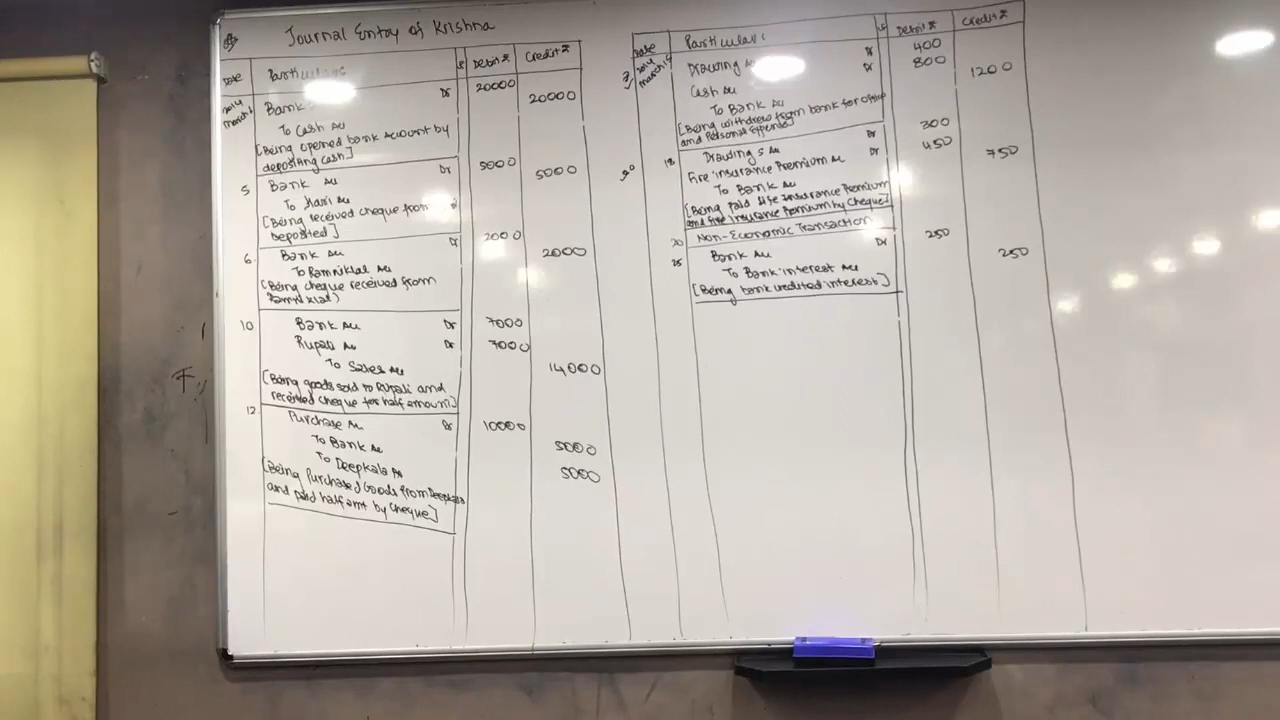 Journal Entry of Krishna
Date Particulars Debit ₹ Credit ₹
2014 March 1 Bank Dr 20000
To Cash A/c 20000
[Being opened bank account by
depositing cash]
5 Bank A/c Dr 5000
To Hari A/c 5000
[Being received cheque from
deposited]
6 Bank A/c Dr 2000
To Ramniklal A/c 2000
(Being cheque received from
Ramniklal)
10 Bank A/c Dr 7000
Rupali A/c Dr 7000
To Sales A/c 14000
[Being goods sold to Rupali and
received cheque for half amount]
12 Purchase A/c Dr 10000
To Bank A/c 5000
To Deepkala A/c 5000
[Being Purchased Goods from Deepkala
and paid half amt by cheque]
Date Particulars Debit ₹ Credit ₹
2014 March 15 Drawing A/c Dr 400
Cash A/c Dr 800
To Bank A/c 1200
[Being withdrew from bank for office
and Personal Expense]
18 Drawings A/c Dr 300
Fire insurance Premium A/c Dr 450
To Bank A/c 750
[Being Paid life Insurance Premium
and Fire Insurance Premium by Cheque]
20 Non-Economic Transaction
25 Bank A/c Dr 250
To Bank interest A/c 250
[Being bank credited interest]